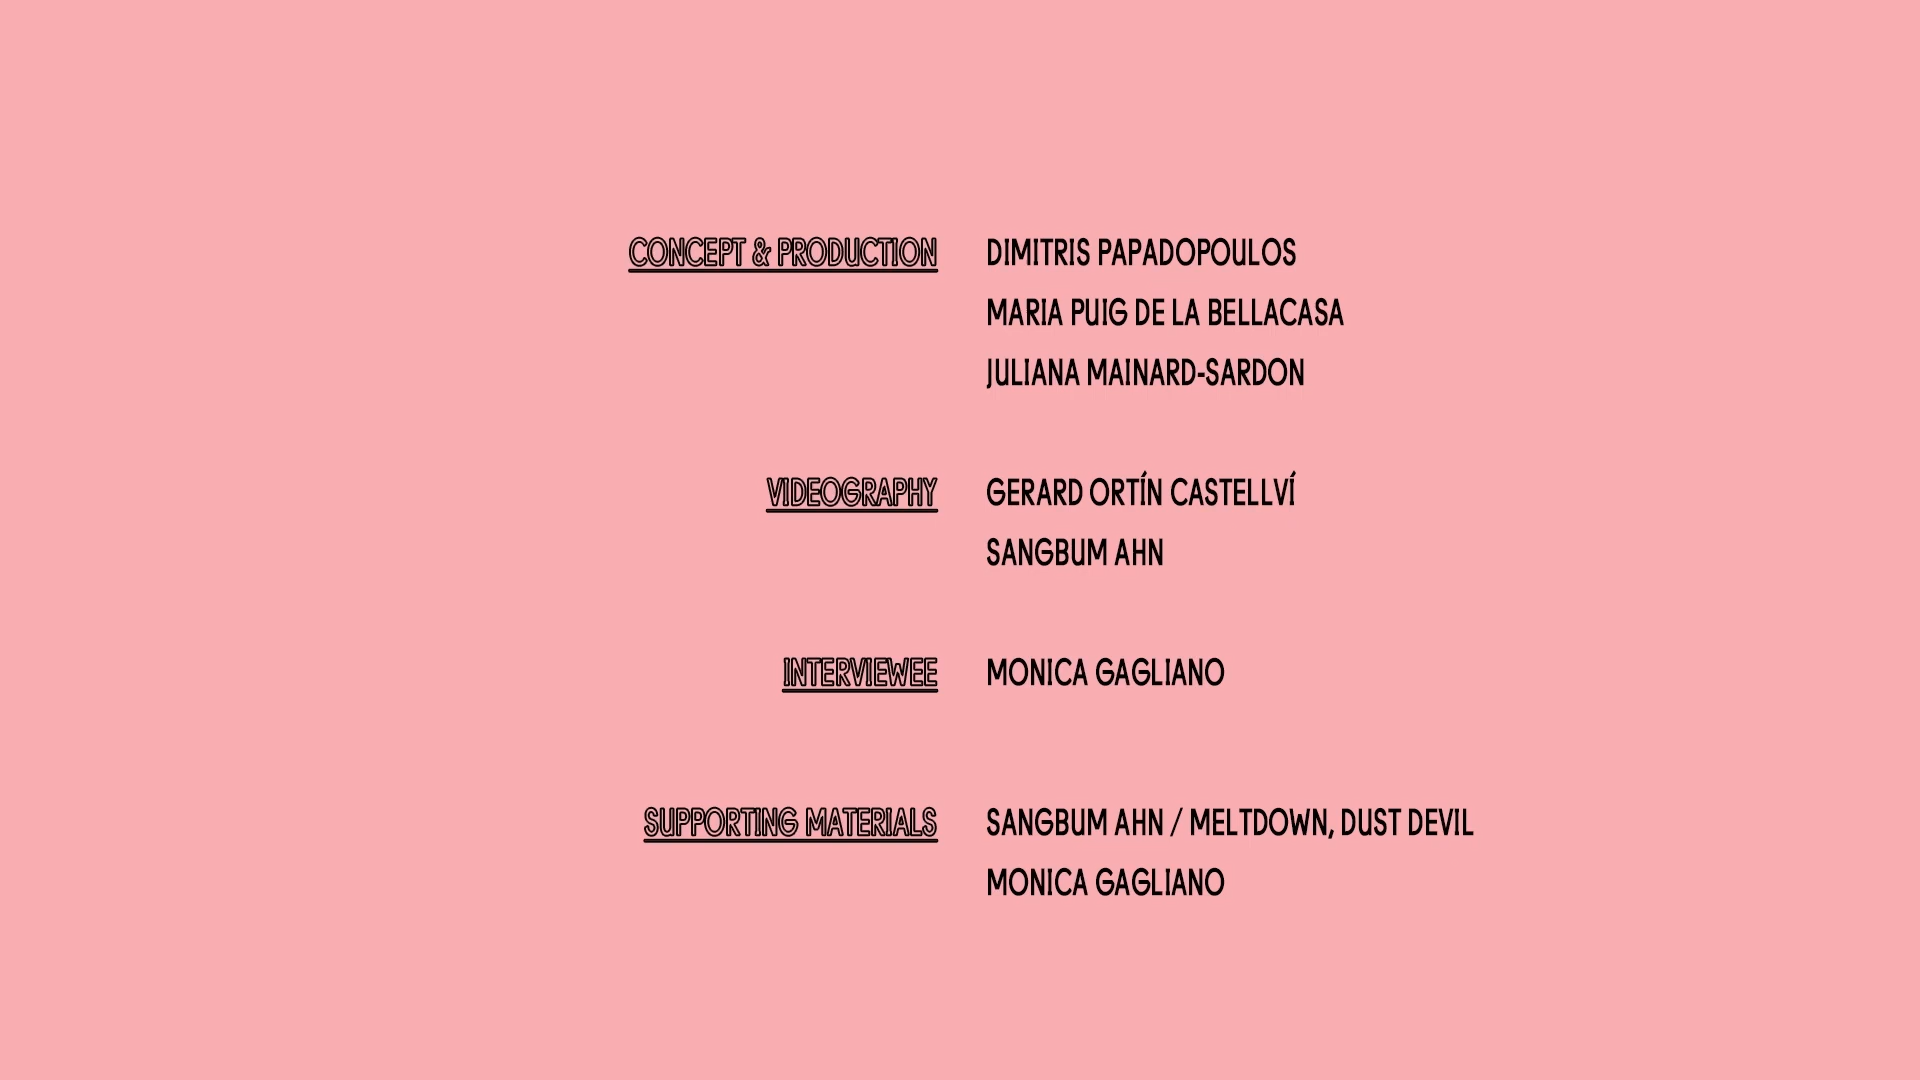 CONCEPT & PRODUCTION DIMITRIS PAPADOPOULOS
MARIA PUIG DE LA BELLACASA
JULIANA MAINARD-SARDON
VIDEOGRAPHY GERARD ORTÍN CASTELLVÍ
SANGBUM AHN
INTERVIEWEE MONICA GAGLIANO
SUPPORTING MATERIALS SANGBUM AHN / MELTDOWN, DUST DEVIL
MONICA GAGLIANO